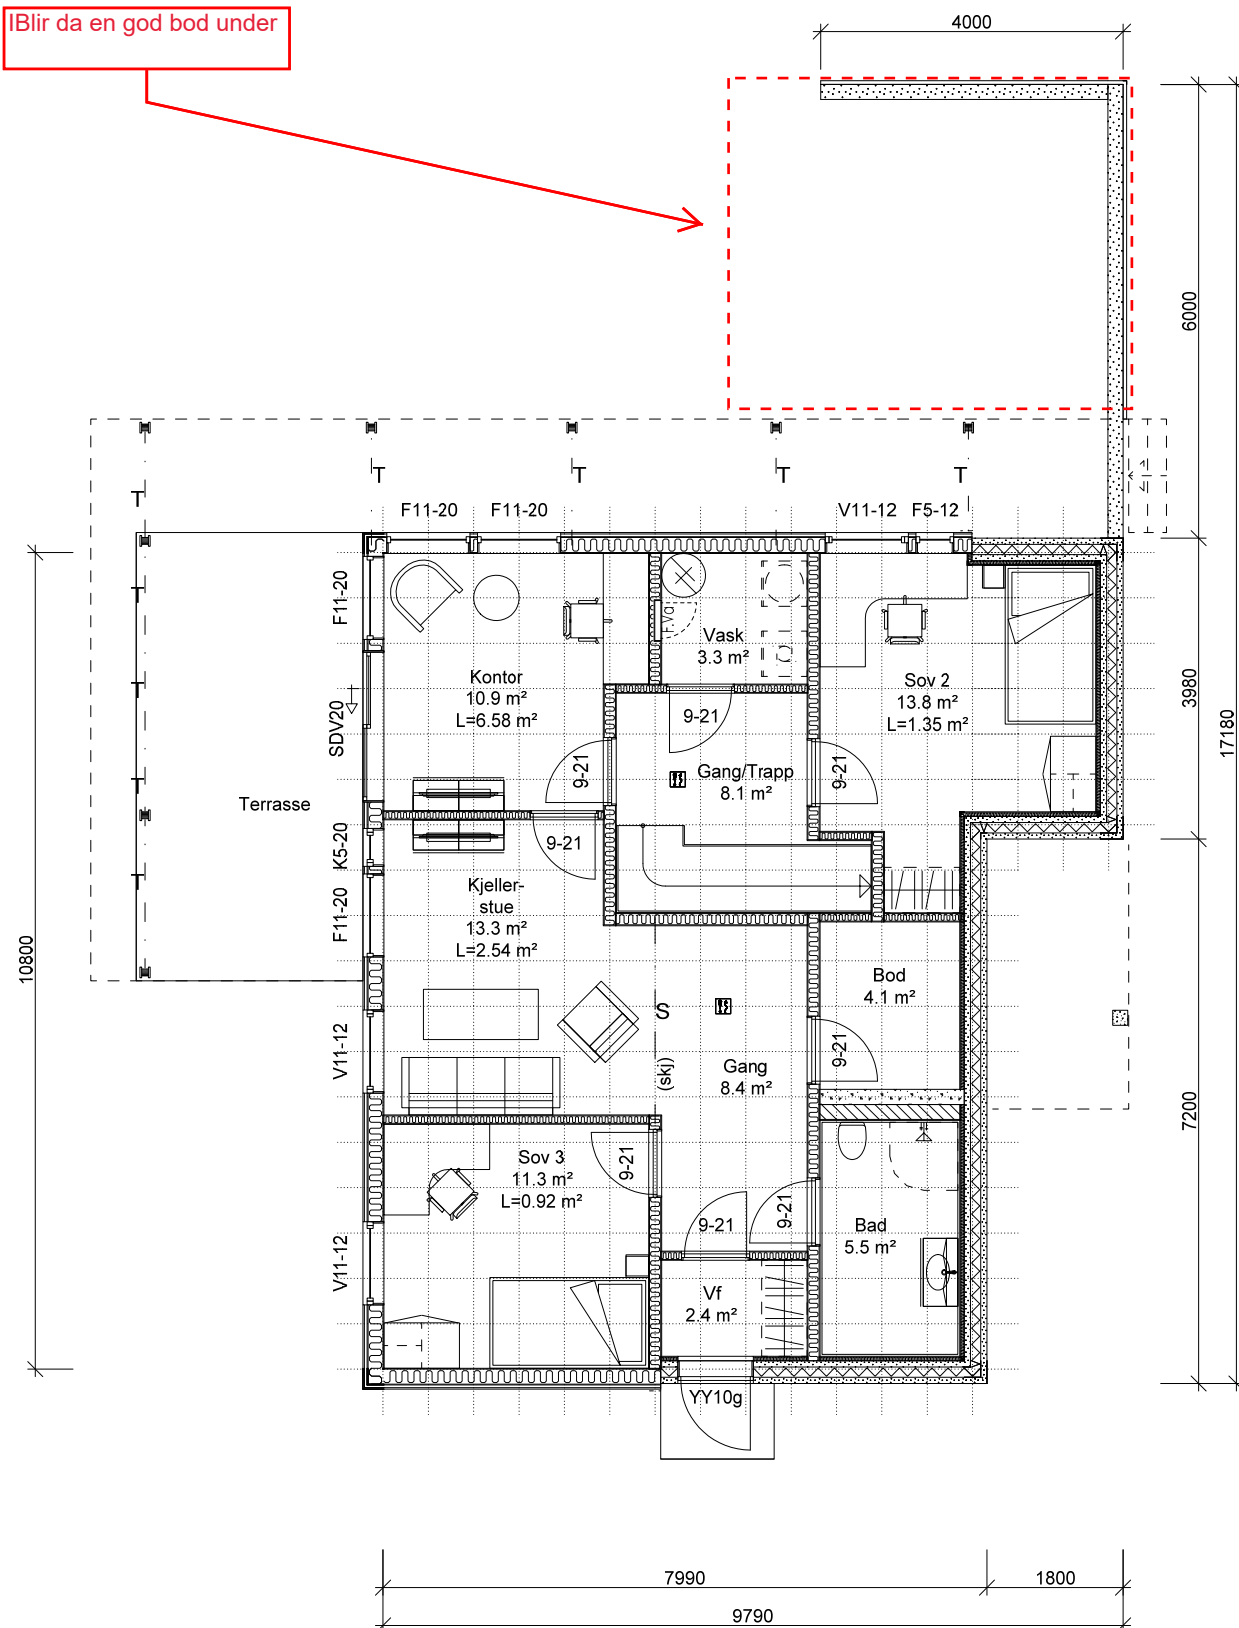 IBlir da en god bod under
4000
6000
T
T
T
T
T
F11-20
F11-20
V11-12
F5-12
F11-20
T
Fvd
Vask
3.3 m²
Kontor
10.9 m²
L=6.58 m²
Sov 2
13.8 m²
L=1.35 m²
3980
17180
T
SDV20
9-21
9-21
9-21
Gang/Trapp
8.1 m²
T
Terrasse
K5-20
9-21
T
F11-20
Kjeller-
stue
13.3 m²
L=2.54 m²
10800
Bod
4.1 m²
S
V11-12
(skj)
Gang
8.4 m²
9-21
7200
Sov 3
11.3 m²
L=0.92 m²
9-21
9-21
9-21
Bad
5.5 m²
V11-12
Vf
2.4 m²
YY10g
7990
1800
9790